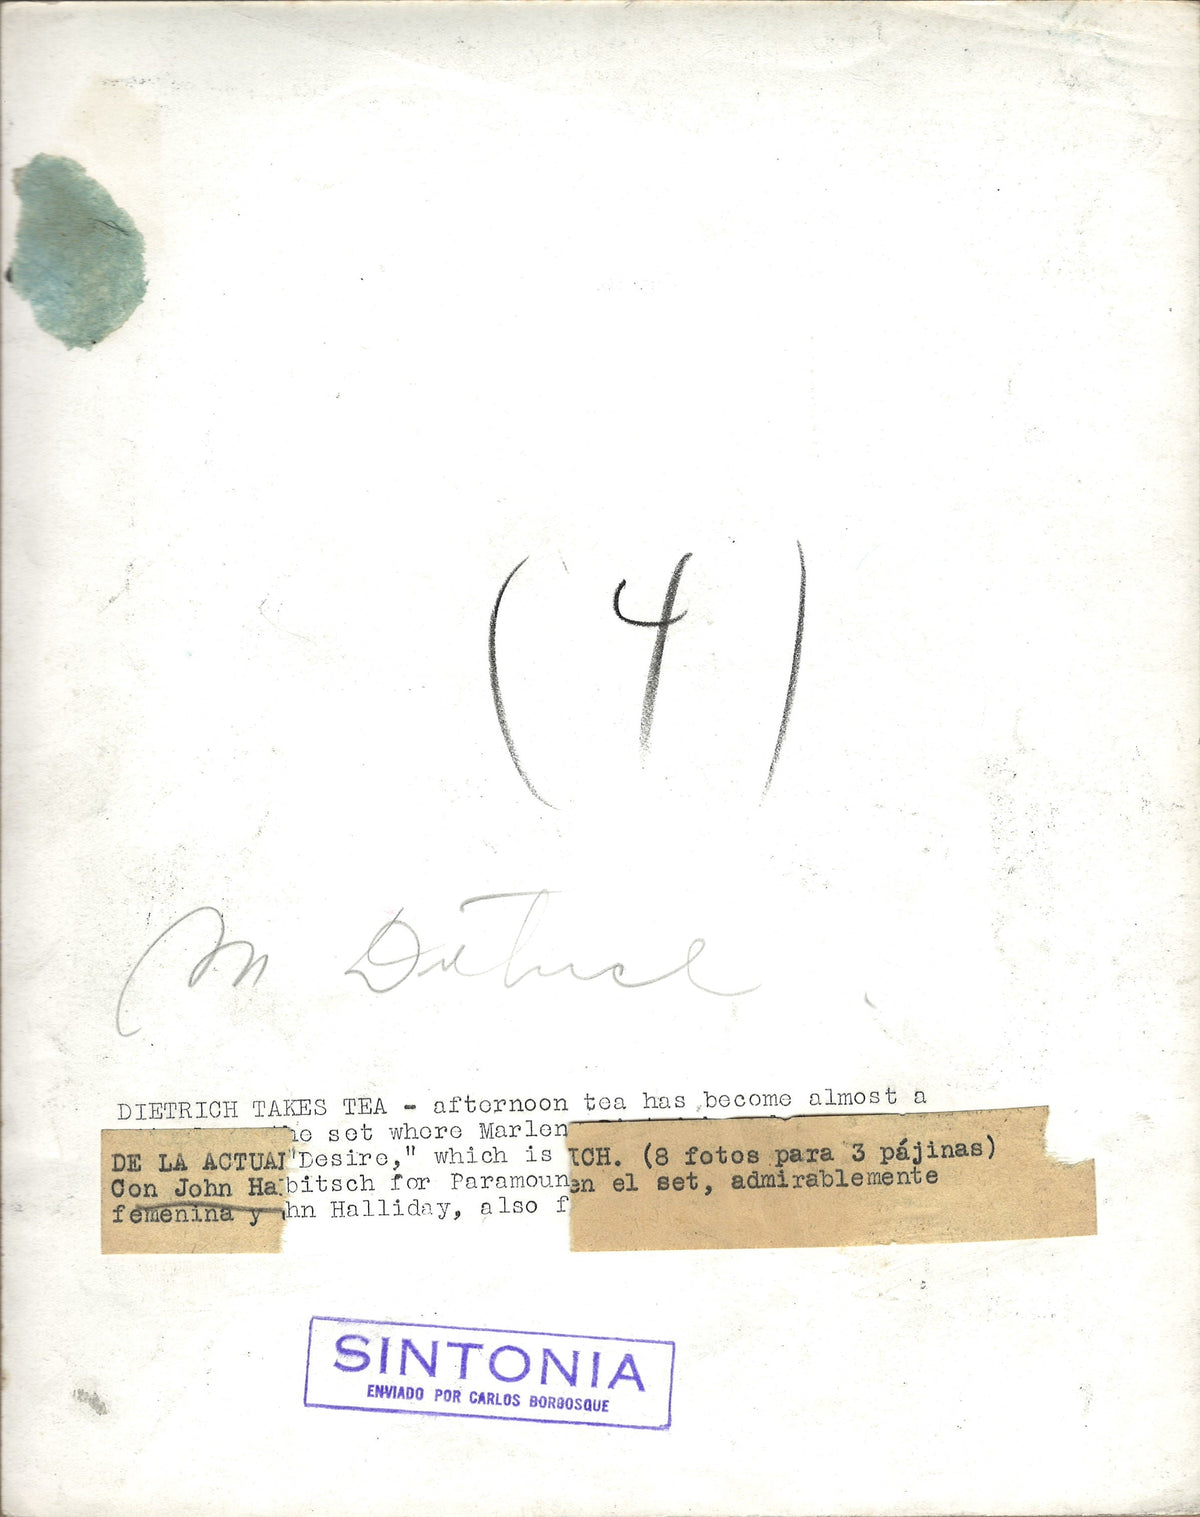 (4)
M Dietrich
DIETRICH TAKES TEA - afternoon tea has become almost a
he set where Marlen
DE LA ACTUAI "Desire," which is ICH. (8 fotos para 3 pájinas)
Con John Ha bitsch for Paramoun en el set, admirablemente
femenina y hn Halliday, also f
SINTONIA
ENVIADO POR CARLOS BORBOSQUE